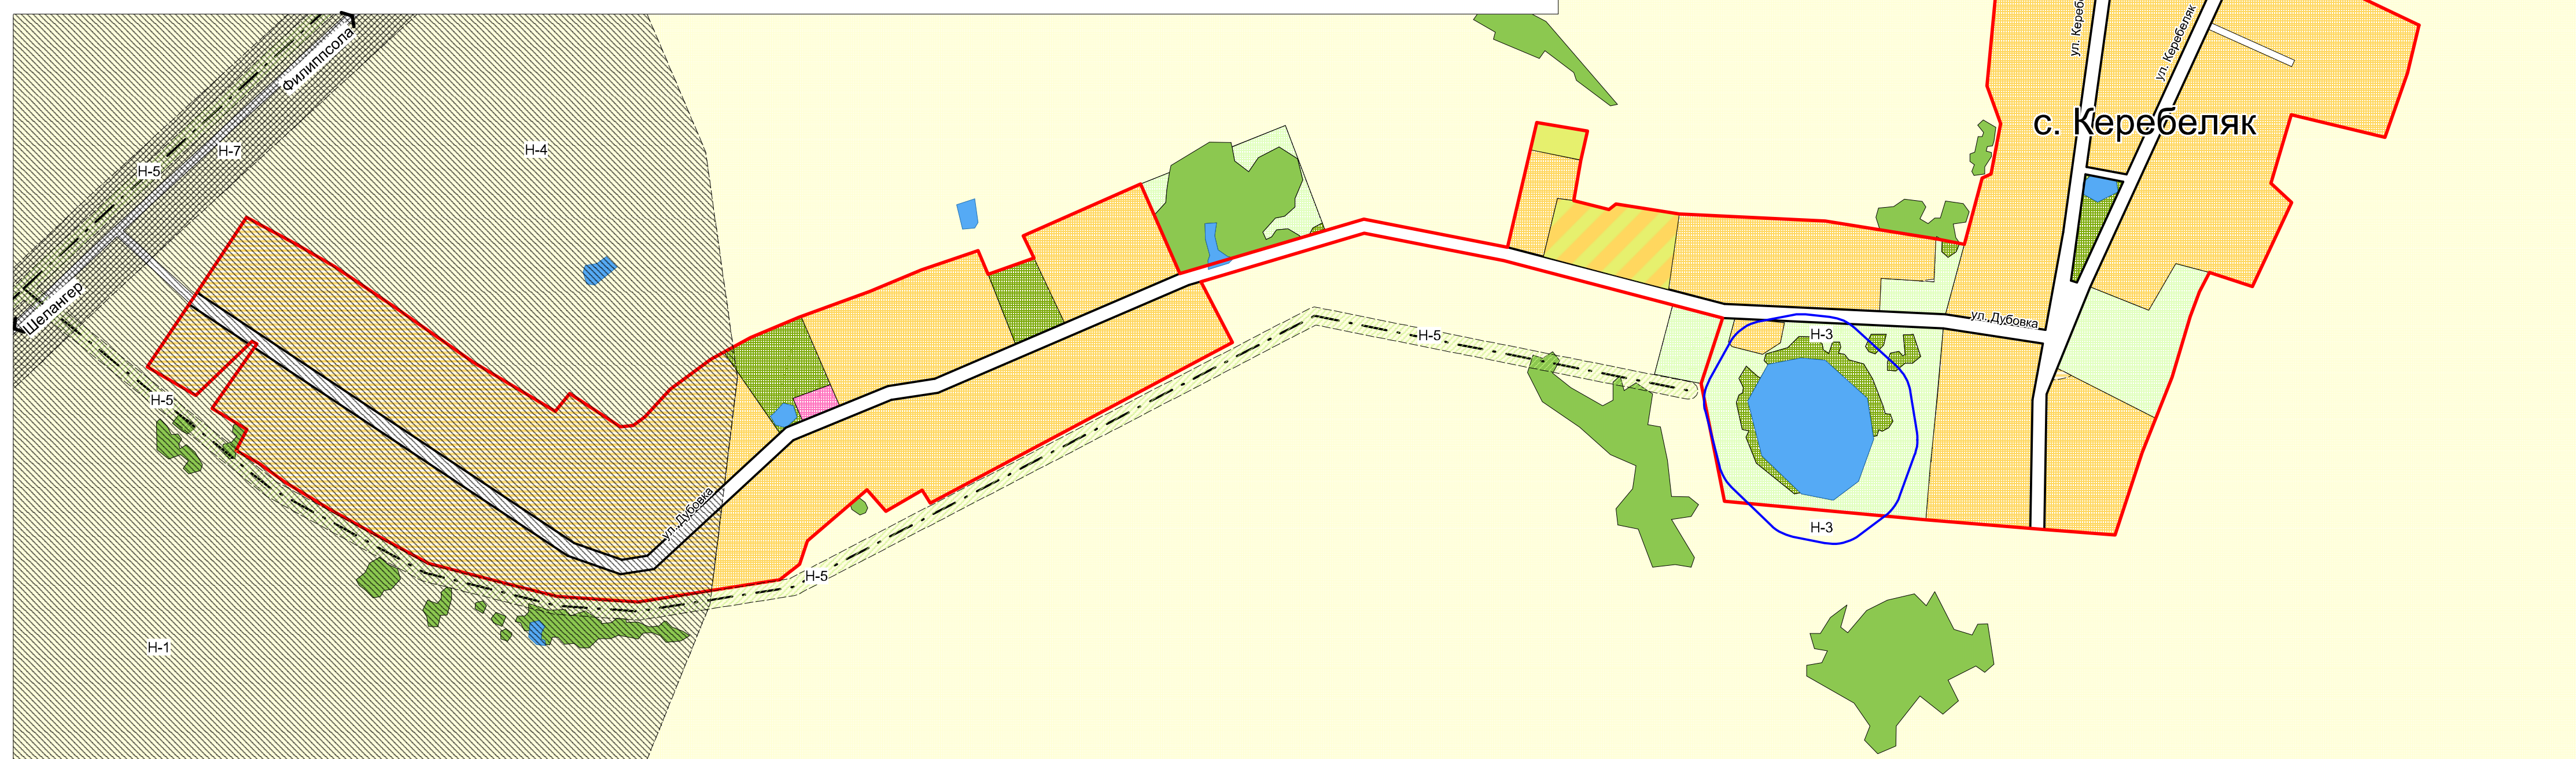 ул. Кереб
ул. Керебеляк
Филиппсола
с. Керебеляк
Н-7
Н-4
Н-5
Шелангер
ул. Дубовка
Н-3
Н-5
Н-5
ул. Дубовка
Н-3
Н-5
Н-1